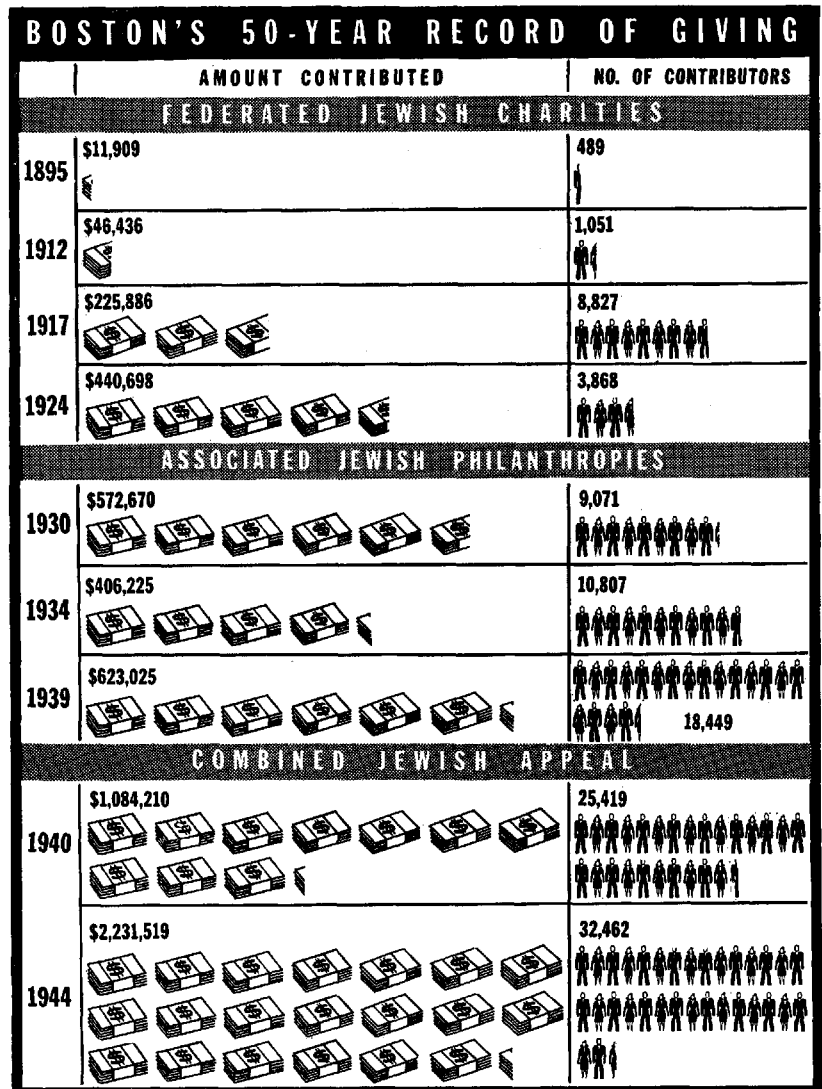 BOSTON'S 50-YEAR RECORD OF GIVING
AMOUNT CONTRIBUTED NO. OF CONTRIBUTORS
FEDERATED JEWISH CHARITIES
1895 $11,909 489
1912 $46,436 1,051
1917 $225,886 8,827
1924 $440,698 3,868
ASSOCIATED JEWISH PHILANTHROPIES
1930 $572,670 9,071
1934 $406,225 10,807
1939 $623,025 18,449
COMBINED JEWISH APPEAL
1940 $1,084,210 25,419
1944 $2,231,519 32,462